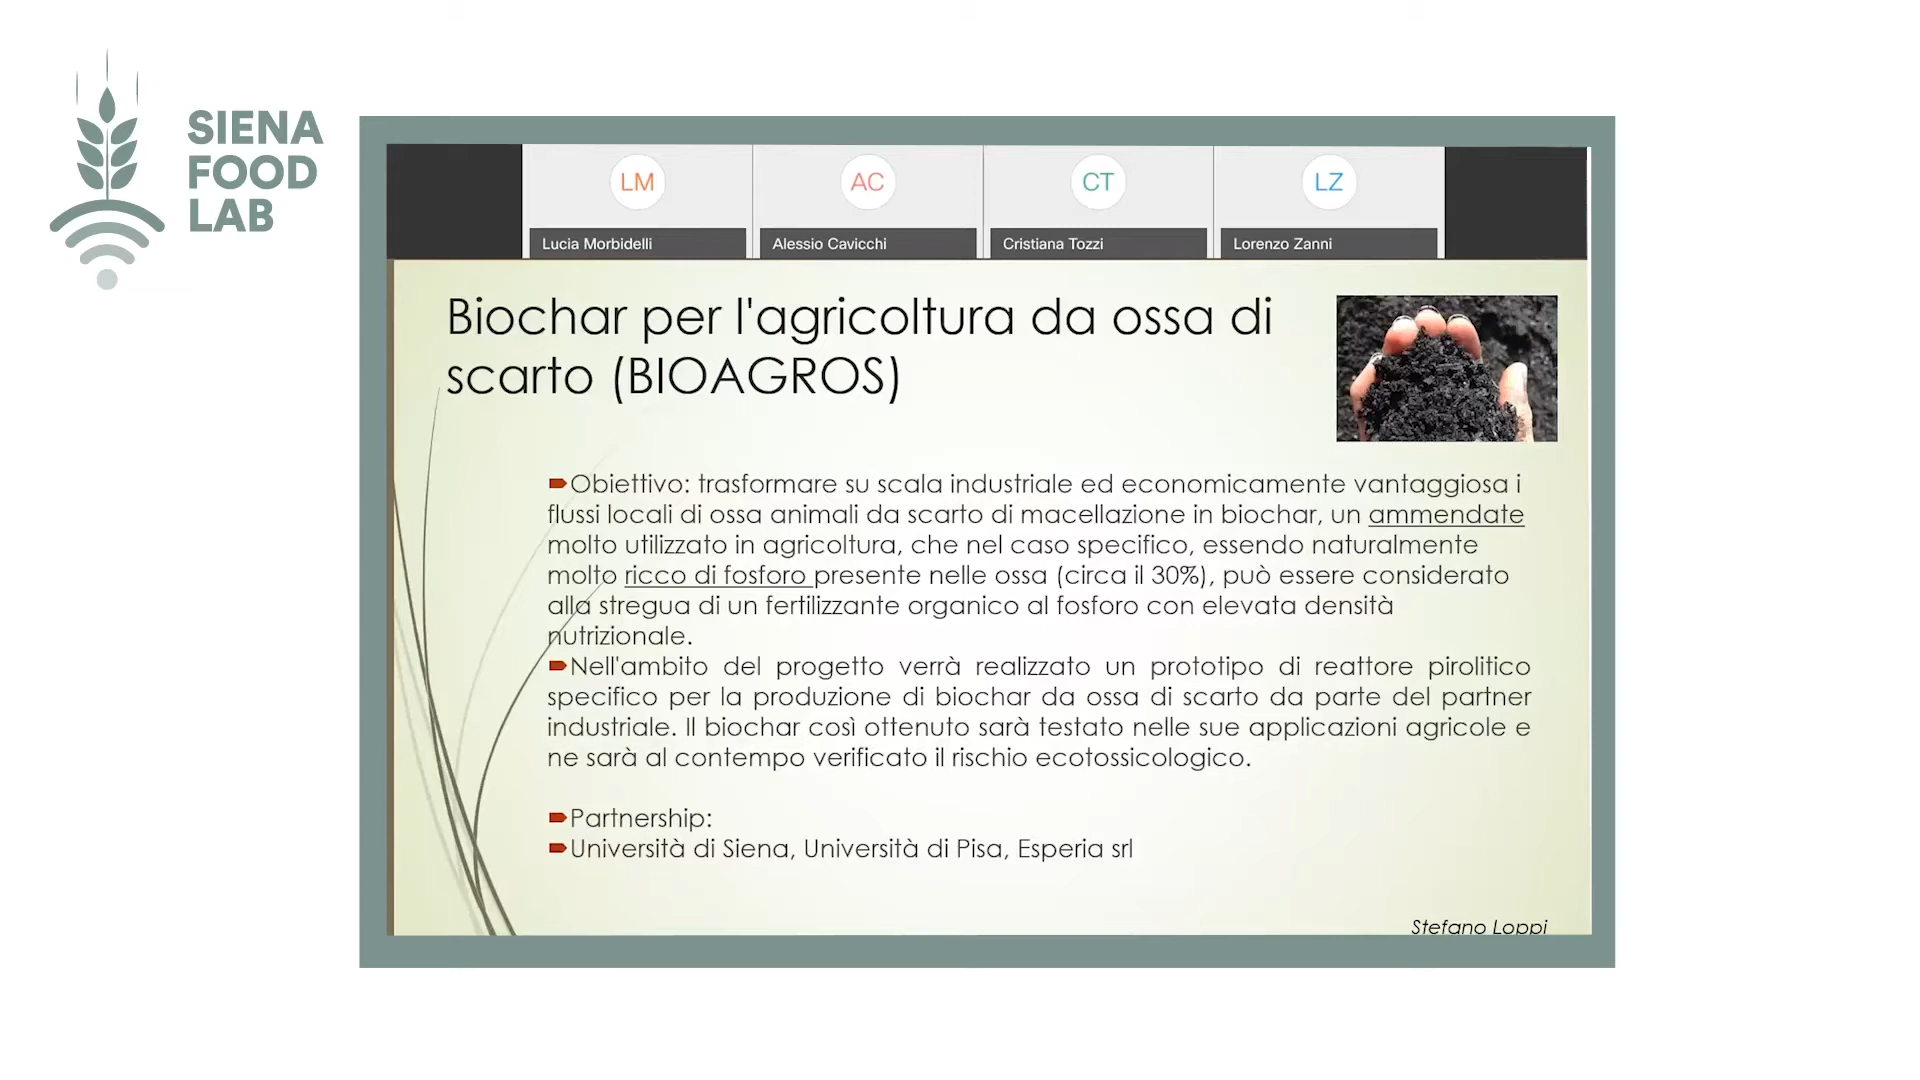 SIENA
FOOD
LAB
LM
AC
CT
LZ
Lucia Morbidelli
Alessio Cavicchi
Cristiana Tozzi
Lorenzo Zanni
Biochar per l'agricoltura da ossa di
scarto (BIOAGROS)
Obiettivo: trasformare su scala industriale ed economicamente vantaggiosa i
flussi locali di ossa animali da scarto di macellazione in biochar, un ammendate
molto utilizzato in agricoltura, che nel caso specifico, essendo naturalmente
molto ricco di fosforo presente nelle ossa (circa il 30%), può essere considerato
alla stregua di un fertilizzante organico al fosforo con elevata densità
nutrizionale.
Nell'ambito del progetto verrà realizzato un prototipo di reattore pirolitico
specifico per la produzione di biochar da ossa di scarto da parte del partner
industriale. Il biochar così ottenuto sarà testato nelle sue applicazioni agricole e
ne sarà al contempo verificato il rischio ecotossicologico.
Partnership:
Università di Siena, Università di Pisa, Esperia srl
Stefano Loppi